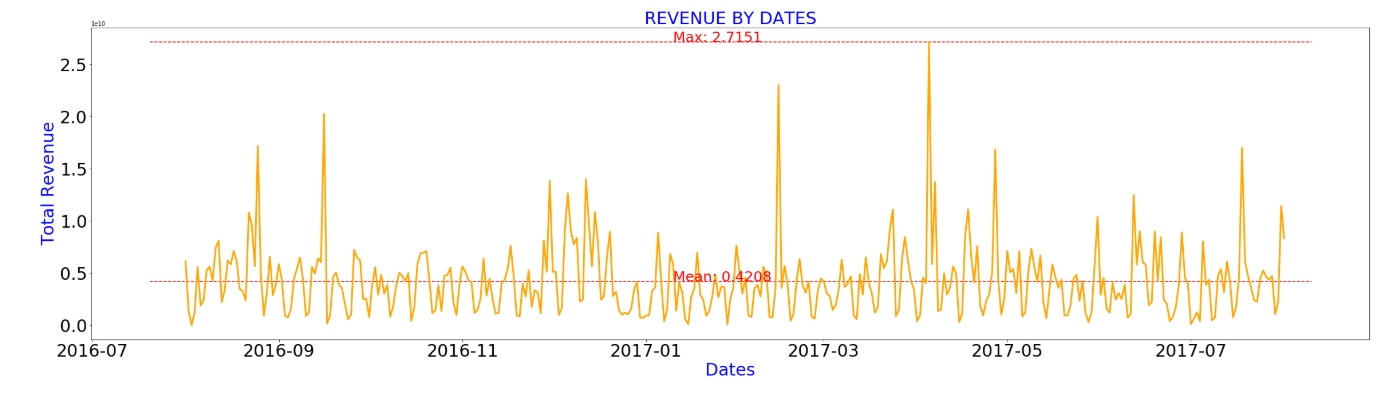 REVENUE BY DATES
1e10
Max: 2.7151
2.5
2.0
1.5
1.0
0.5
0.0
Total Revenue
Mean: 0.4208
2016-07 2016-09 2016-11 2017-01 2017-03 2017-05 2017-07
Dates